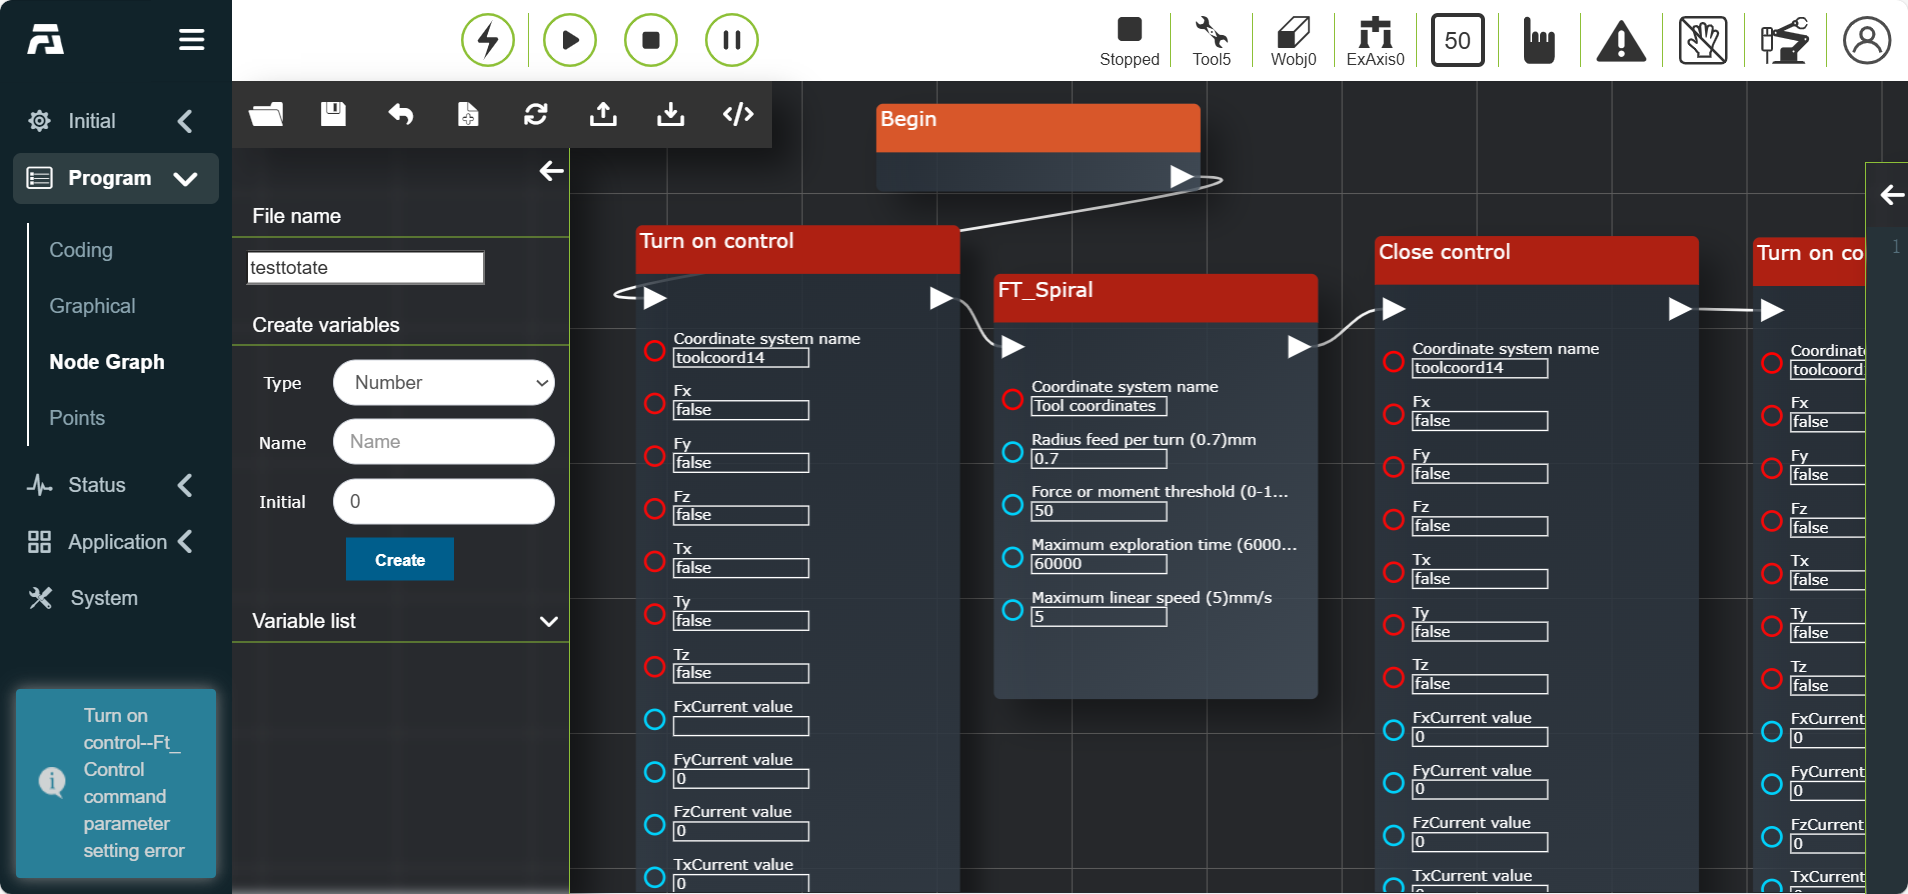 Stopped
Tool5
Wobj0
ExAxis0
50
Initial
Program
Coding
Graphical
Node Graph
Points
Status
Application
System
Turn on
control--Ft_
Control
command
parameter
setting error
File name
testtotate
Create variables
Type
Number
Name
Name
Initial
0
Create
Variable list
Begin
Turn on control
Coordinate system name
toolcoord14
Fx
false
Fy
false
Fz
false
Tx
false
Ty
false
Tz
false
FxCurrent value
FyCurrent value
0
FzCurrent value
0
TxCurrent value
0
FT_Spiral
Coordinate system name
Tool coordinates
Radius feed per turn (0.7)mm
0.7
Force or moment threshold (0-1...
50
Maximum exploration time (6000...
60000
Maximum linear speed (5)mm/s
5
Close control
Coordinate system name
toolcoord14
Fx
false
Fy
false
Fz
false
Tx
false
Ty
false
Tz
false
FxCurrent value
0
FyCurrent value
0
FzCurrent value
0
TxCurrent value
Turn on co
Coordinat
toolcoord
Fx
false
Fy
false
Fz
false
Tx
false
Ty
false
Tz
false
FxCurrent
0
FyCurrent
0
FzCurrent
0
TxCurrent
1